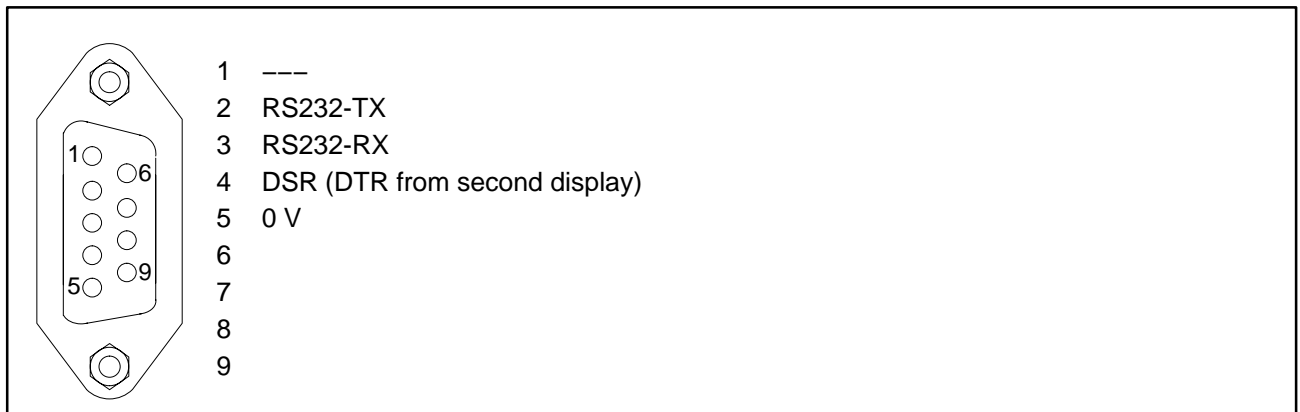 1 –––
2 RS232-TX
3 RS232-RX
4 DSR (DTR from second display)
5 0 V
6
7
8
9
1
6
9
5